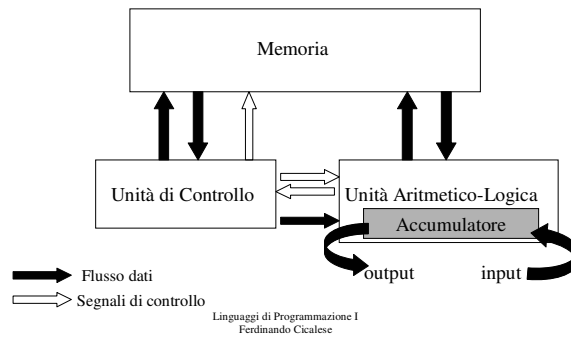 Memoria
Unità di Controllo
Unità Aritmetico-Logica
Accumulatore
output
input
Flusso dati
Segnali di controllo
Linguaggi di Programmazione I
Ferdinando Cicalese